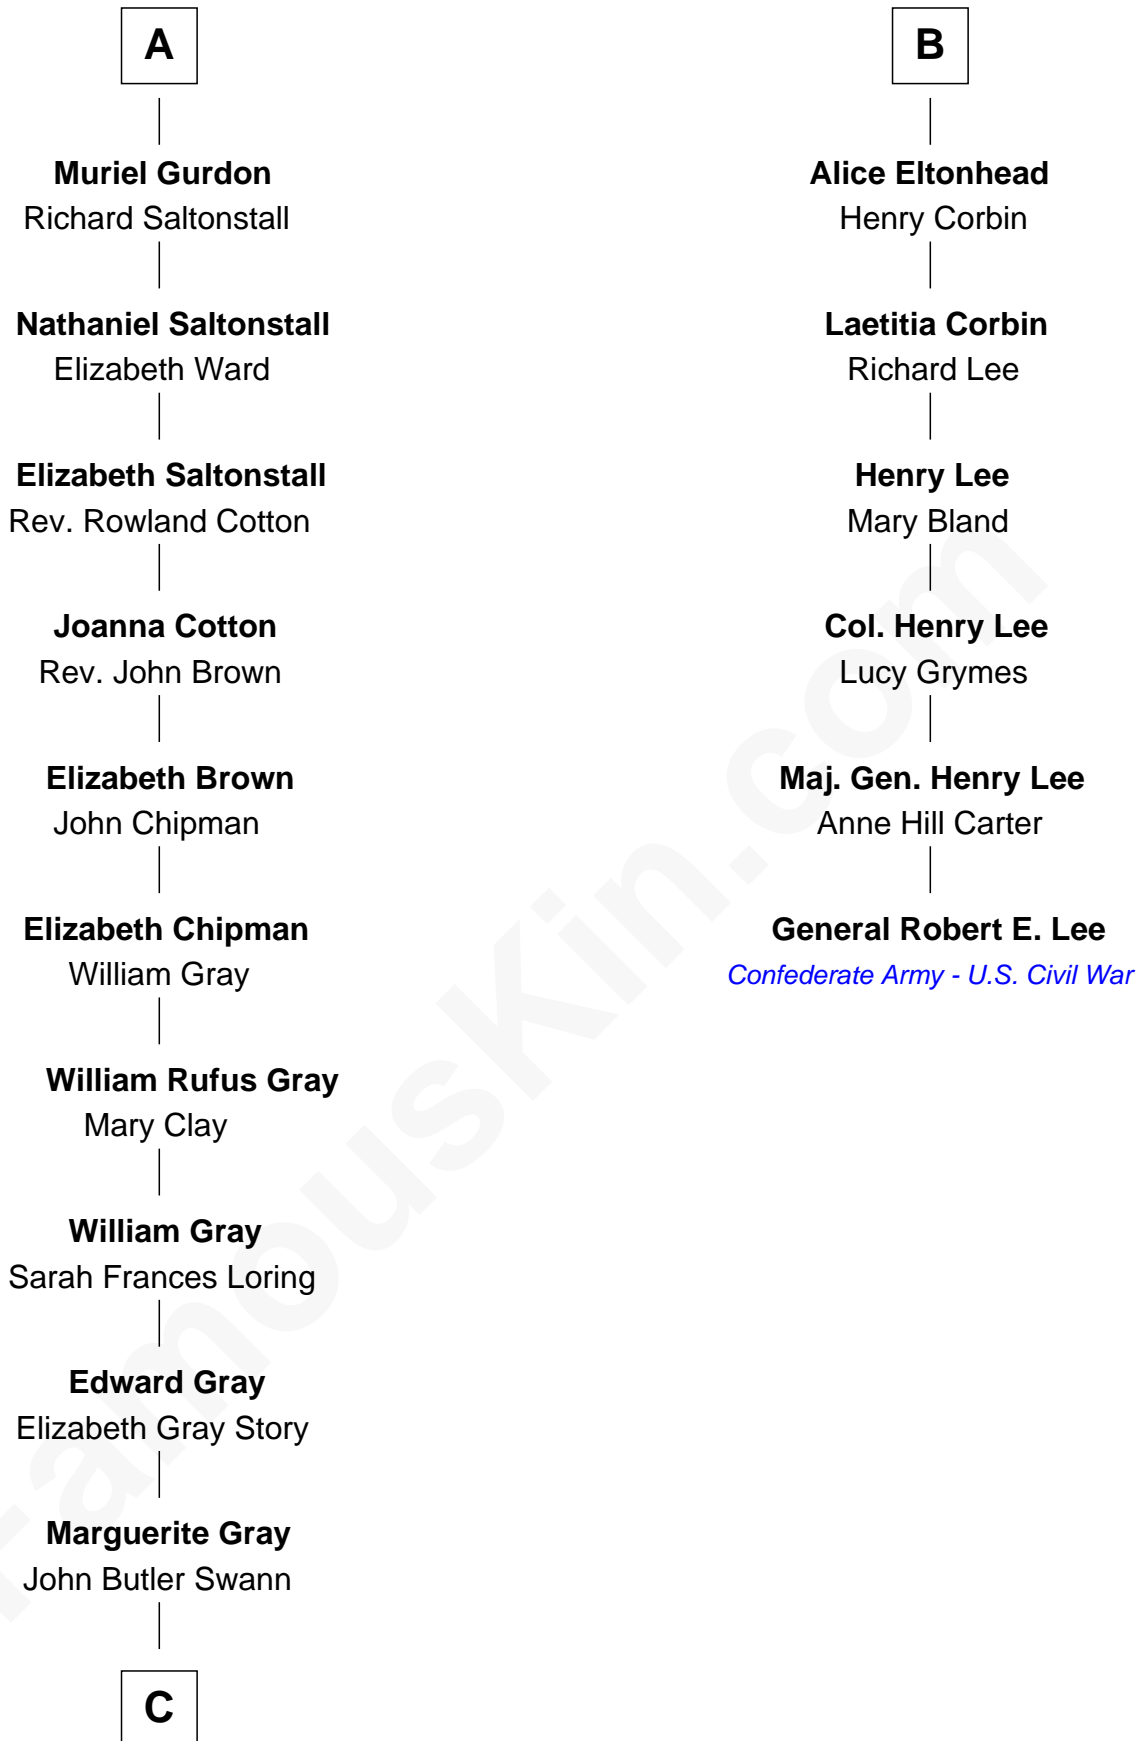 A
Muriel Gurdon
Richard Saltonstall
Nathaniel Saltonstall
Elizabeth Ward
Elizabeth Saltonstall
Rev. Rowland Cotton
Joanna Cotton
Rev. John Brown
Elizabeth Brown
John Chipman
Elizabeth Chipman
William Gray
William Rufus Gray
Mary Clay
William Gray
Sarah Frances Loring
Edward Gray
Elizabeth Gray Story
Marguerite Gray
John Butler Swann
C
B
Alice Eltonhead
Henry Corbin
Laetitia Corbin
Richard Lee
Henry Lee
Mary Bland
Col. Henry Lee
Lucy Grymes
Maj. Gen. Henry Lee
Anne Hill Carter
General Robert E. Lee
Confederate Army - U.S. Civil War
FamousKin.com